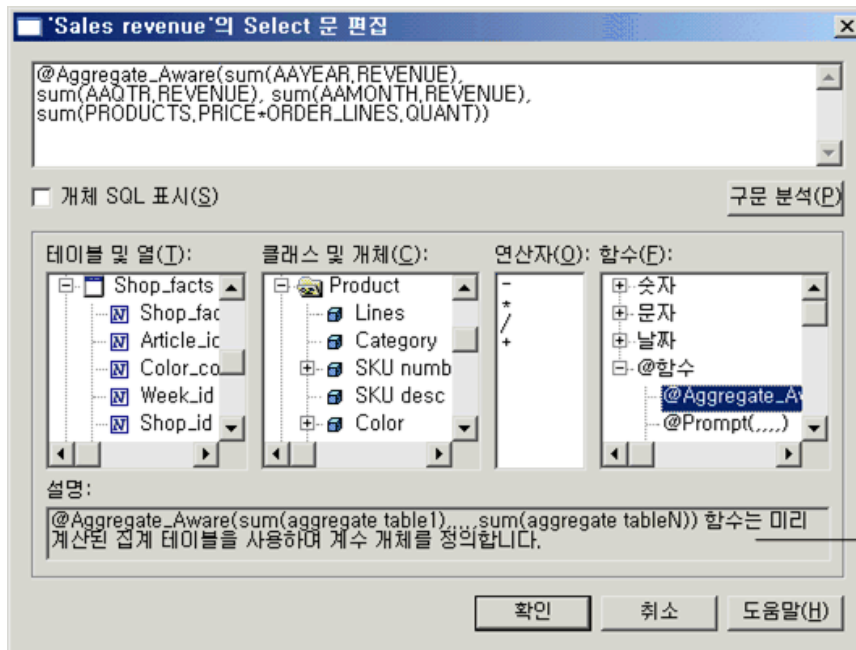 'Sales revenue'의 Select 문 편집
@Aggregate_Aware(sum(AAYEAR.REVENUE),
sum(AAQTR.REVENUE), sum(AAMONTH.REVENUE),
sum(PRODUCTS.PRICE*ORDER_LINES.QUANT))
개체 SQL 표시(S)
구문 분석(P)
테이블 및 열(T):
Shop_facts
Shop_fac
Article_ic
Color_co
Week_id
Shop_id
클래스 및 개체(C):
Product
Lines
Category
SKU numb
SKU desc
Color
연산자(O):
-
*
/
+
함수(F):
숫자
문자
날짜
@함수
@Aggregate_A
@Prompt(,,,,)
설명:
@Aggregate_Aware(sum(aggregate table1),...,sum(aggregate tableN)) 함수는 미리
계산된 집계 테이블을 사용하여 계수 개체를 정의합니다.
확인
취소
도움말(H)